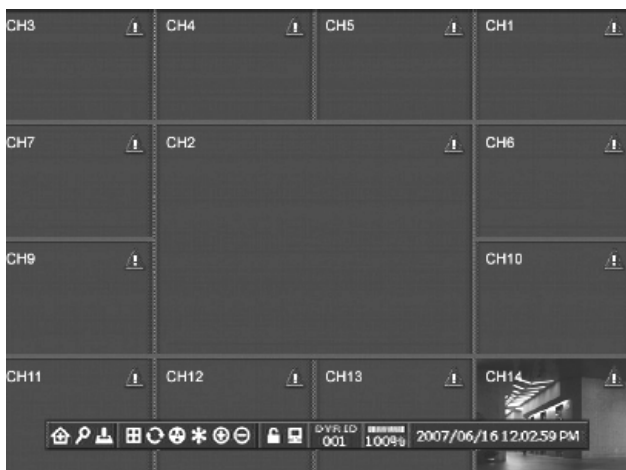 CH3 CH4 CH5 CH1
CH7 CH2 CH6
CH9 CH10
CH11 CH12 CH13 CH14
DVR ID
001 100% 2007/06/16 12.02.59 PM